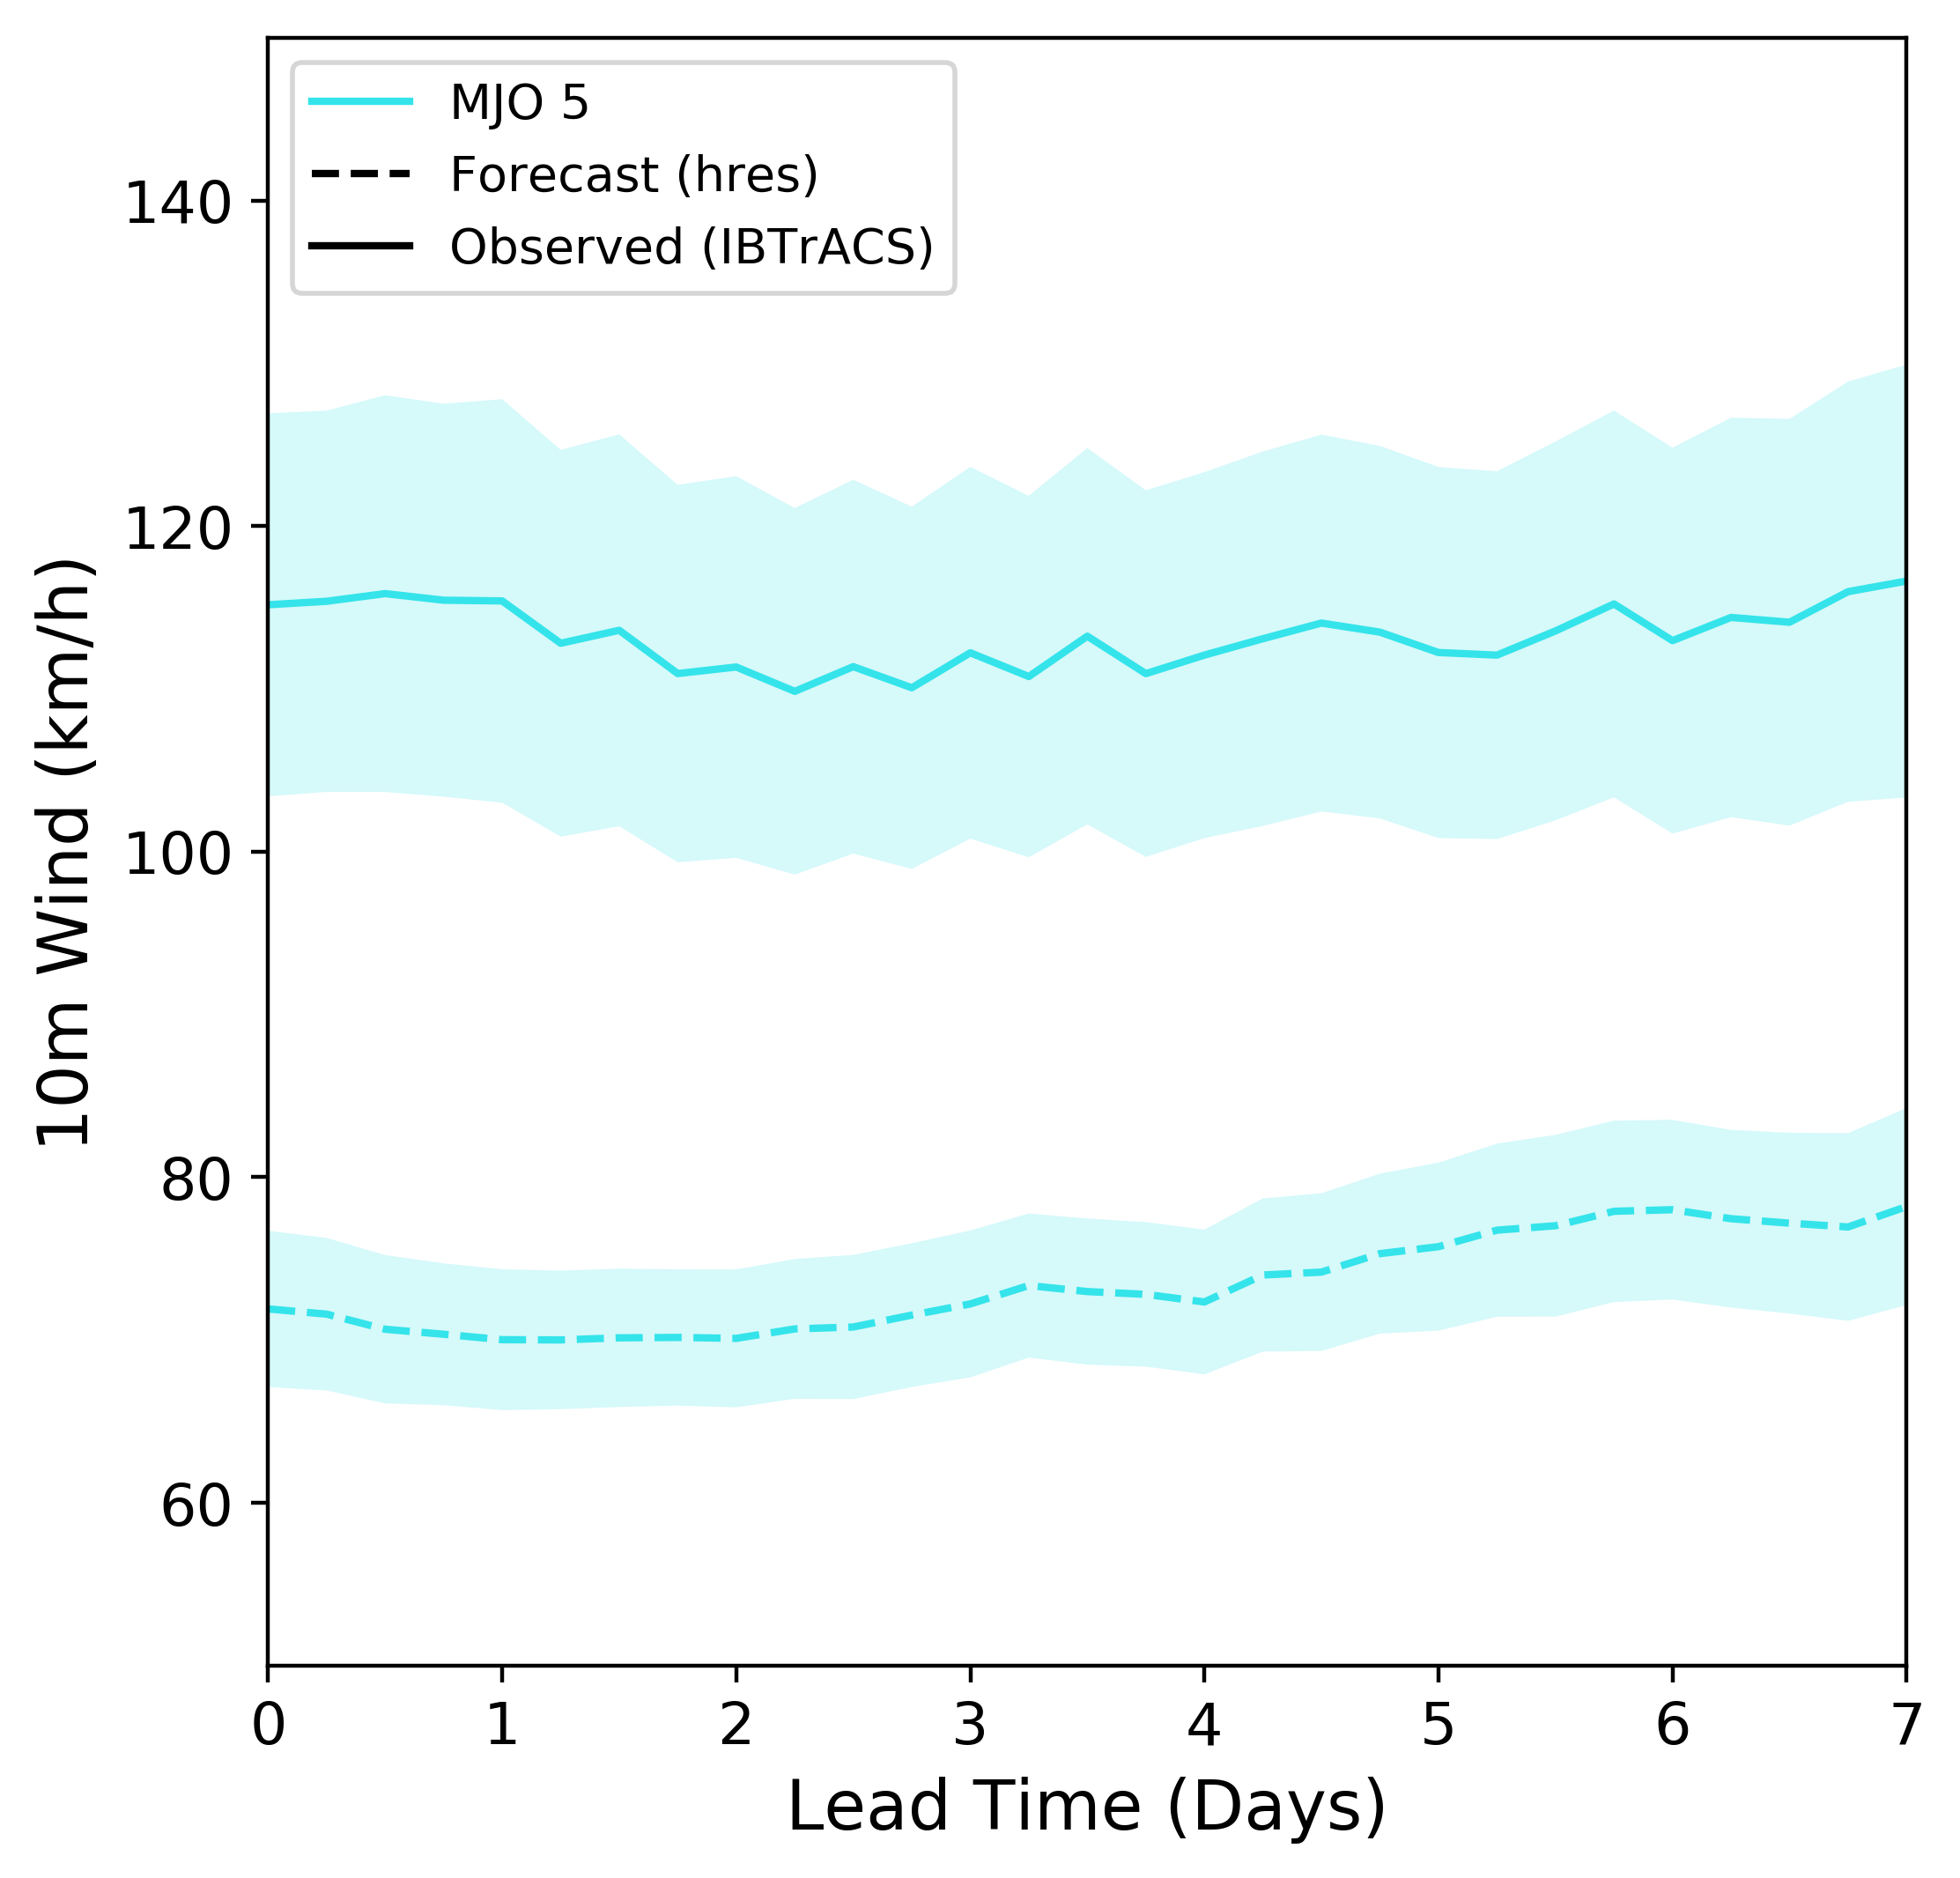 MJO 5
Forecast (hres)
Observed (IBTrACS)
140
120
100
80
60
10m Wind (km/h)
0 1 2 3 4 5 6 7
Lead Time (Days)